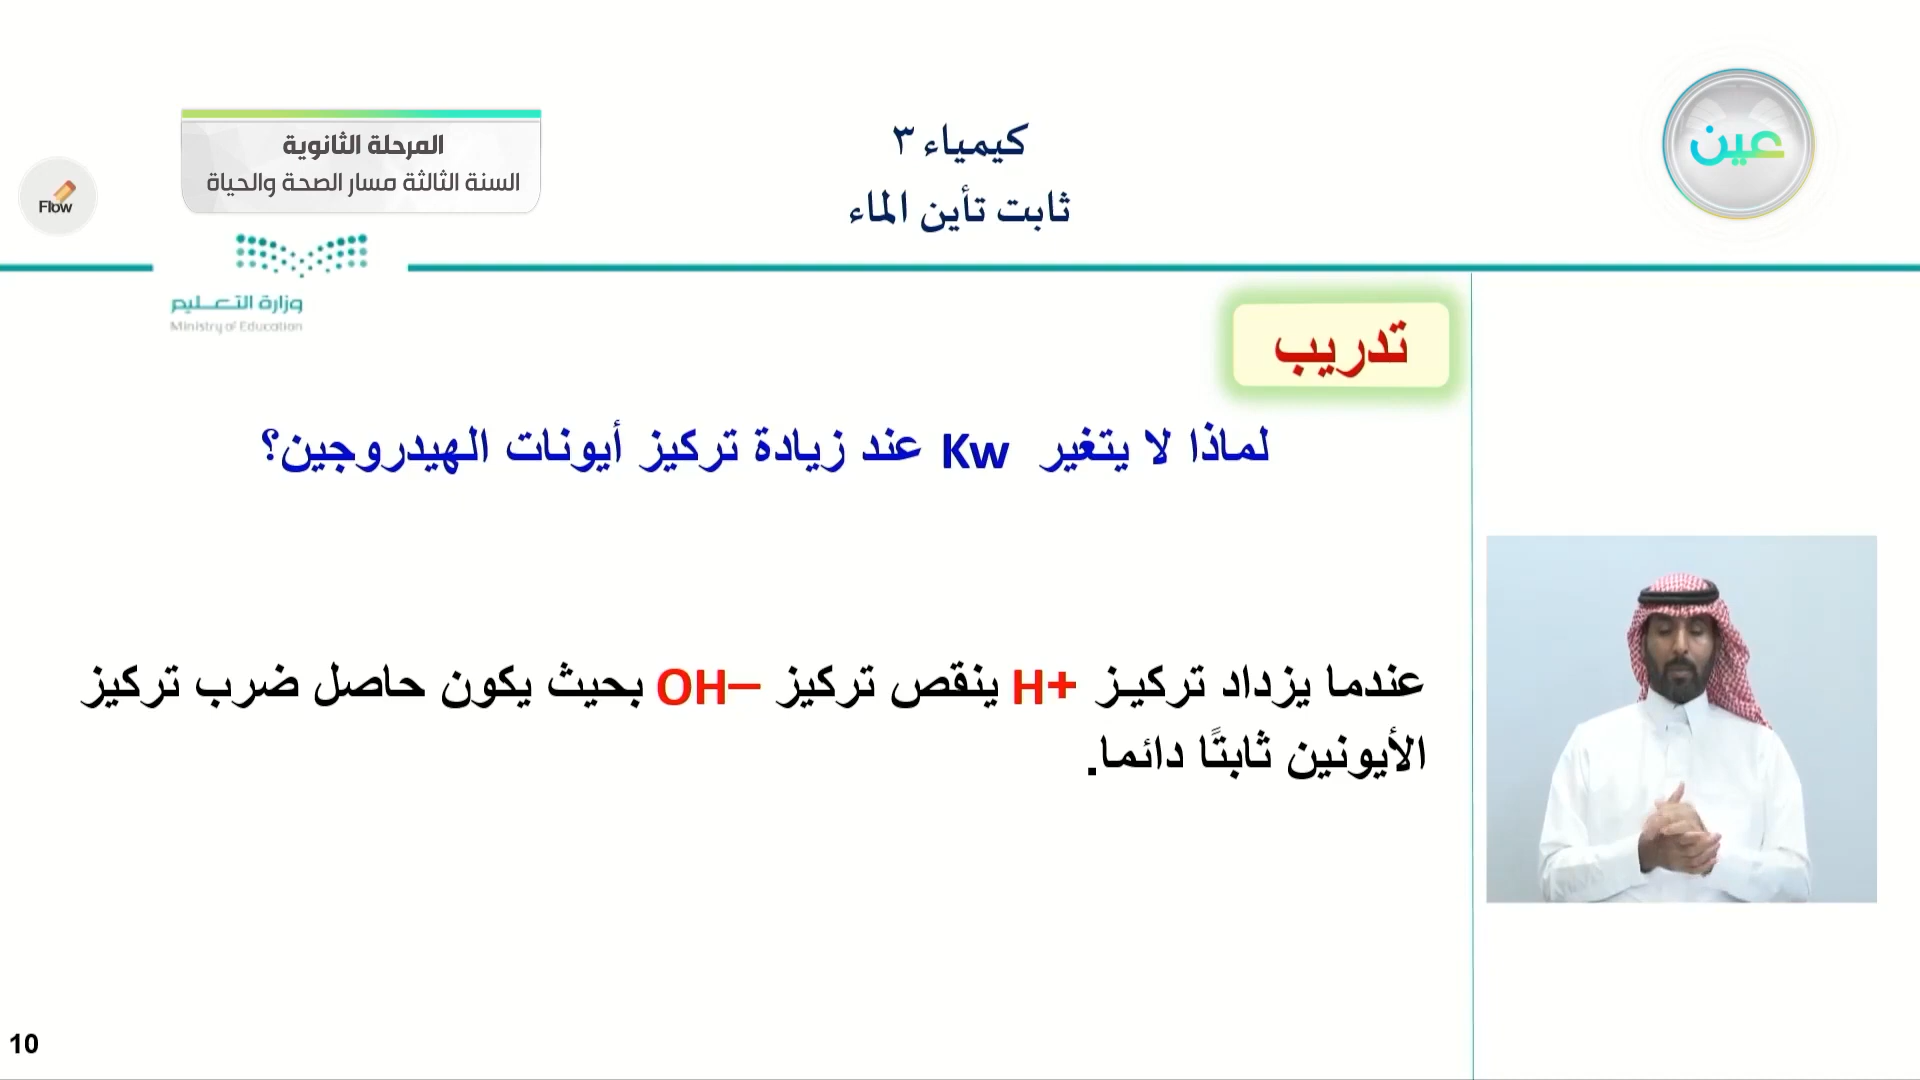 عين
كيمياء ٣
ثابت تأين الماء
المرحلة الثانوية
السنة الثالثة مسار الصحة والحياة
Flow
وزارة التعليم
Ministry of Education
تدريب
لماذا لا يتغير Kw عند زيادة تركيز أيونات الهيدروجين؟
عندما يزداد تركيز H+ ينقص تركيز OH– بحيث يكون حاصل ضرب تركيز
الأيونين ثابتًا دائما.
10